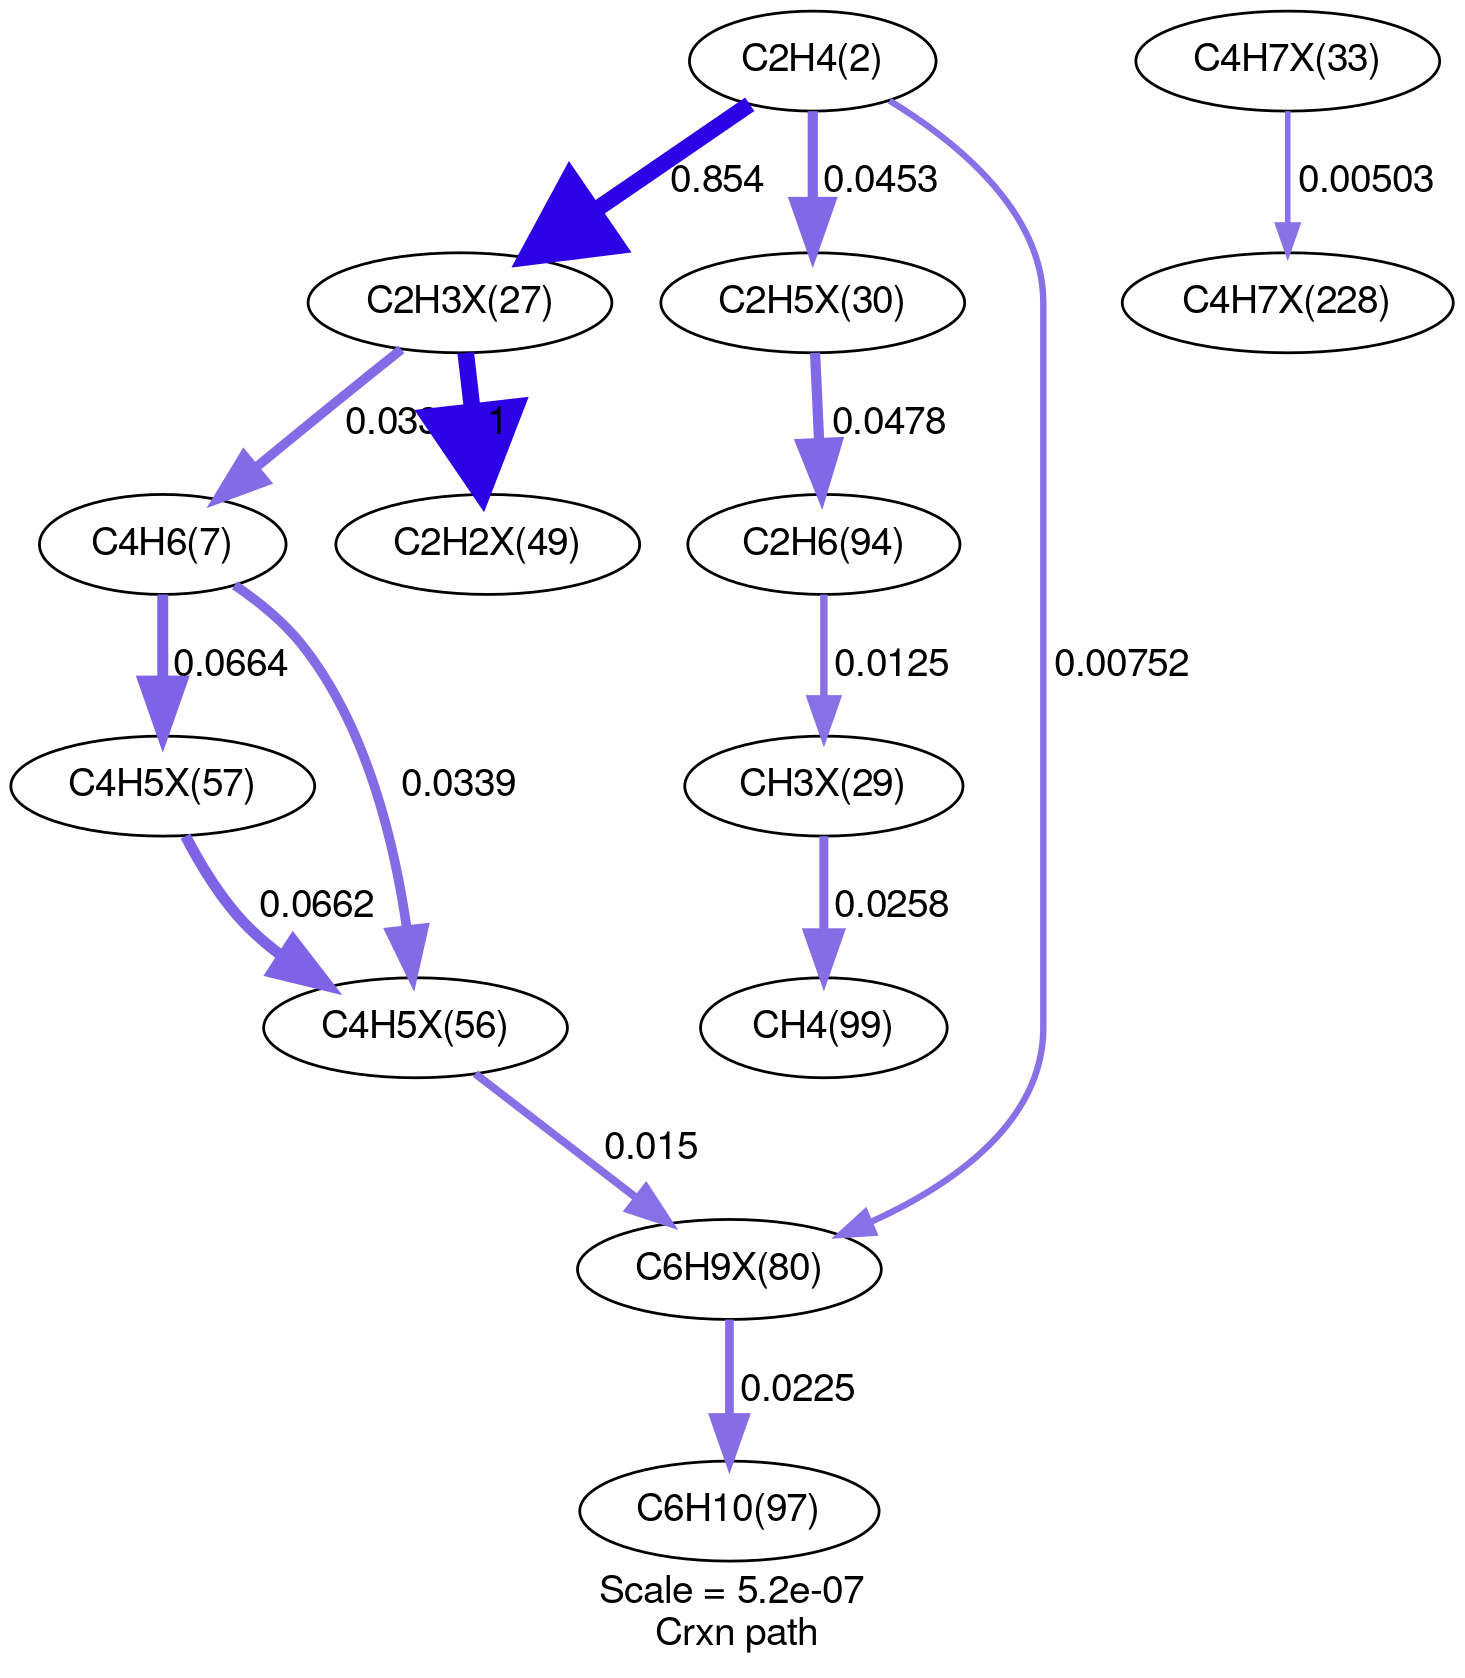 C2H4(2)
C4H7X(33)
0.854
0.0453
0.00503
C2H3X(27)
C2H5X(30)
C4H7X(228)
1
0.0478
C4H6(7)
C2H2X(49)
C2H6(94)
0.0664
0.0125
0.00752
C4H5X(57)
0.0339
CH3X(29)
0.0662
0.0258
C4H5X(56)
CH4(99)
0.015
C6H9X(80)
0.0225
C6H10(97)
Scale = 5.2e-07
Crxn path